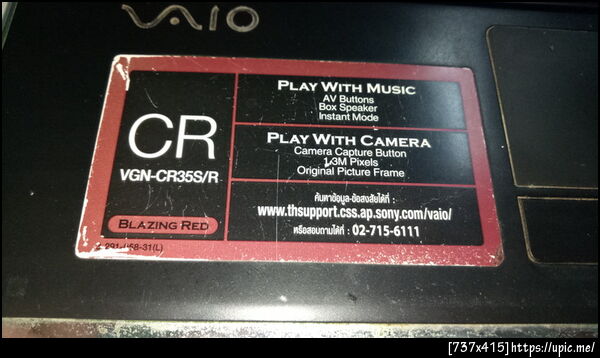 VAIO
CR
VGN-CR35S/R
BLAZING RED
PLAY WITH MUSIC
AV Buttons
Box Speaker
Instant Mode
PLAY WITH CAMERA
Camera Capture Button
1.3M Pixels
Original Picture Frame
ค้นหาข้อมูล-ข้อสงสัยได้ที่ :
www.thsupport.css.ap.sony.com/vaio/
หรือสอบถามได้ที่ : 02-715-6111
[737x415]https://upic.me/